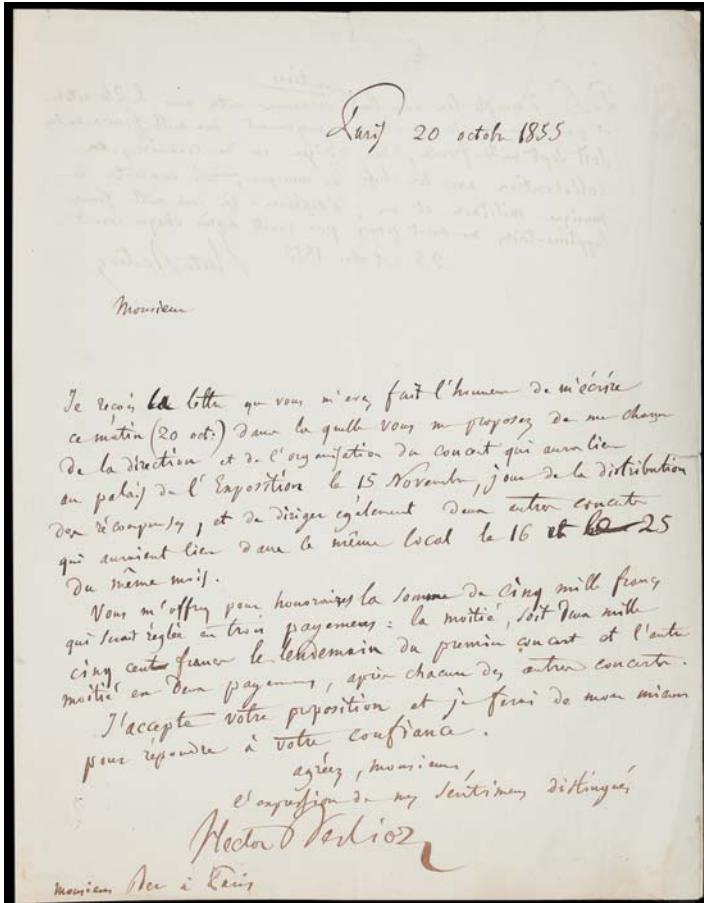 Paris 20 octobre 1855
Monsieur
Je reçois la lettre que vous m'avez fait l'honneur de m'écrire
ce matin (20 oct:) dans la quelle vous me proposez de me charger
de la direction et de l'organisation du concert qui aura lieu
au palais de l'Exposition le 15 Novembre, jour de la distribution
des récompenses, et de diriger également deux autres concerts
qui auraient lieu dans le même local le 16 et le 25
du même mois.
Vous m'offrez pour honoraires la somme de cinq mille francs
qui serait réglée en trois payemens : la moitié, soit deux mille
cinq cents francs le lendemain du premier concert et l'autre
moitié en deux payemens, après chacun des autres concerts.
J'accepte votre proposition et je ferai de mon mieux
pour répondre à votre confiance.
agréez, monsieur,
l'expression de mes sentimens distingués
Hector Berlioz
monsieur Ber à Paris